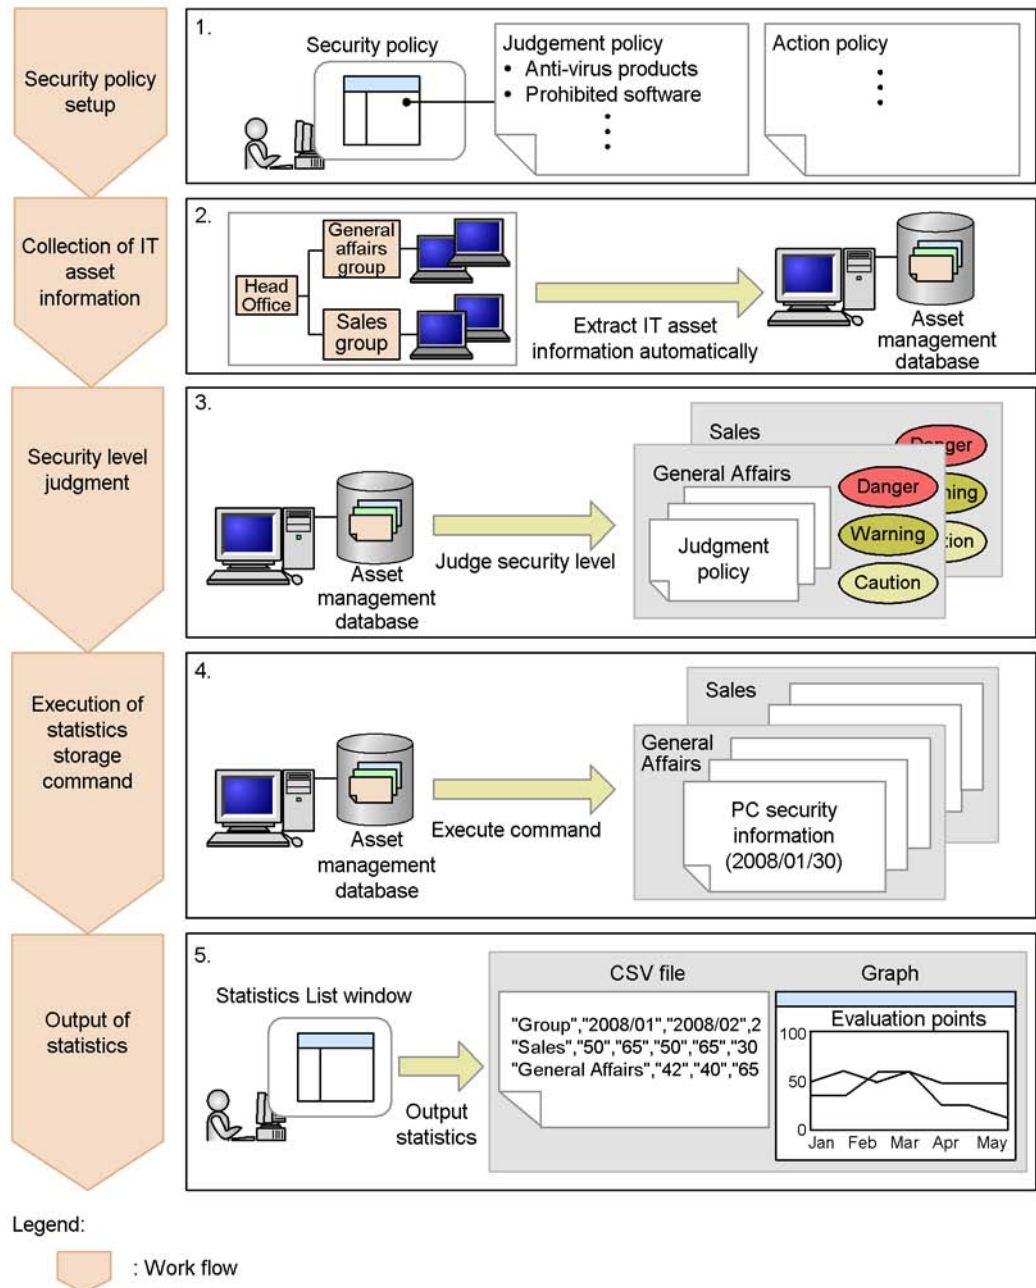 Security policy
setup
1.
Security policy
Judgement policy
• Anti-virus products
• Prohibited software
Action policy
Collection of IT
asset
information
2.
Head
Office
General
affairs
group
Sales
group
Extract IT asset
information automatically
Asset
management
database
Security level
judgment
3.
Asset
management
database
Judge security level
Sales
Danger
General Affairs
Judgment
policy
Danger
Warning
Caution
Execution of
statistics
storage
command
4.
Asset
management
database
Execute command
Sales
General
Affairs
PC security
information
(2008/01/30)
Output of
statistics
5.
Statistics List window
Output
statistics
CSV file
"Group","2008/01","2008/02",2
"Sales","50","65","50","65","30
"General Affairs","42","40","65
Graph
Evaluation points
100
50
0
Jan Feb Mar Apr May
Legend:
: Work flow